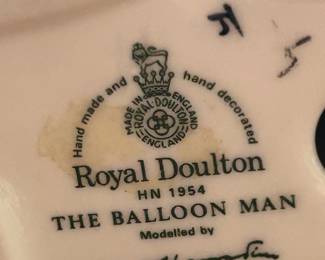 Hand made and hand decorated
MADE IN ENGLAND
ROYAL DOULTON
ENGLAND
Royal Doulton
HN 1954
THE BALLOON MAN
Modelled by